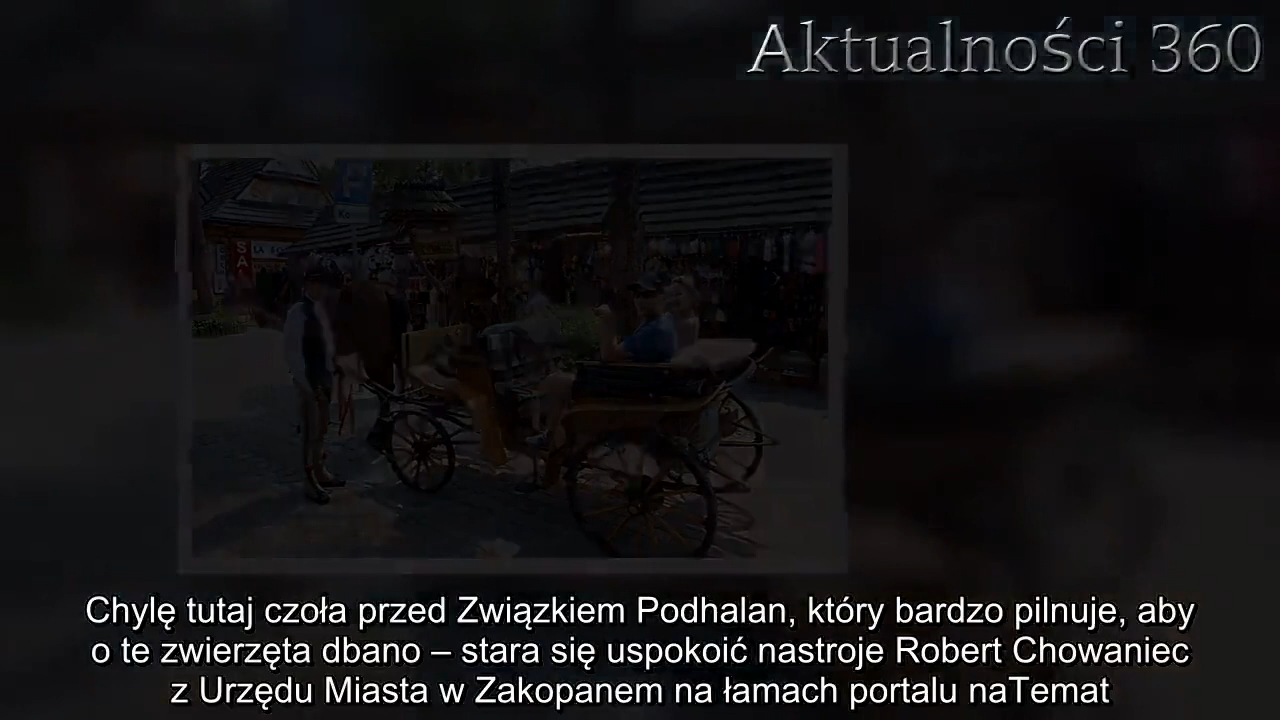 Aktualności 360
Chylę tutaj czoła przed Związkiem Podhalan, który bardzo pilnuje, aby
o te zwierzęta dbano – stara się uspokoić nastroje Robert Chowaniec
z Urzędu Miasta w Zakopanem na łamach portalu naTemat